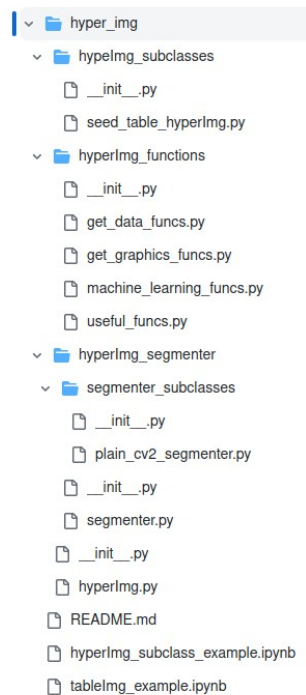 hyper_img
hypeImg_subclasses
__init__.py
seed_table_hyperImg.py
hyperImg_functions
__init__.py
get_data_funcs.py
get_graphics_funcs.py
machine_learning_funcs.py
useful_funcs.py
hyperImg_segmenter
segmenter_subclasses
__init__.py
plain_cv2_segmenter.py
__init__.py
segmenter.py
__init__.py
hyperImg.py
README.md
hyperImg_subclass_example.ipynb
tableImg_example.ipynb